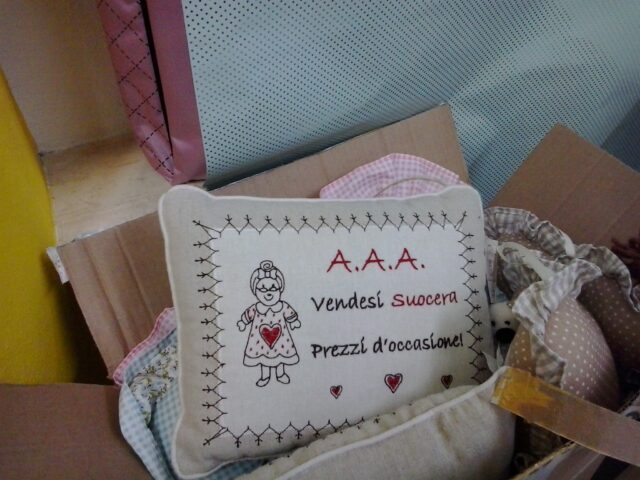 A.A.A.
Vendesi Suocera
Prezzi d'occasione!